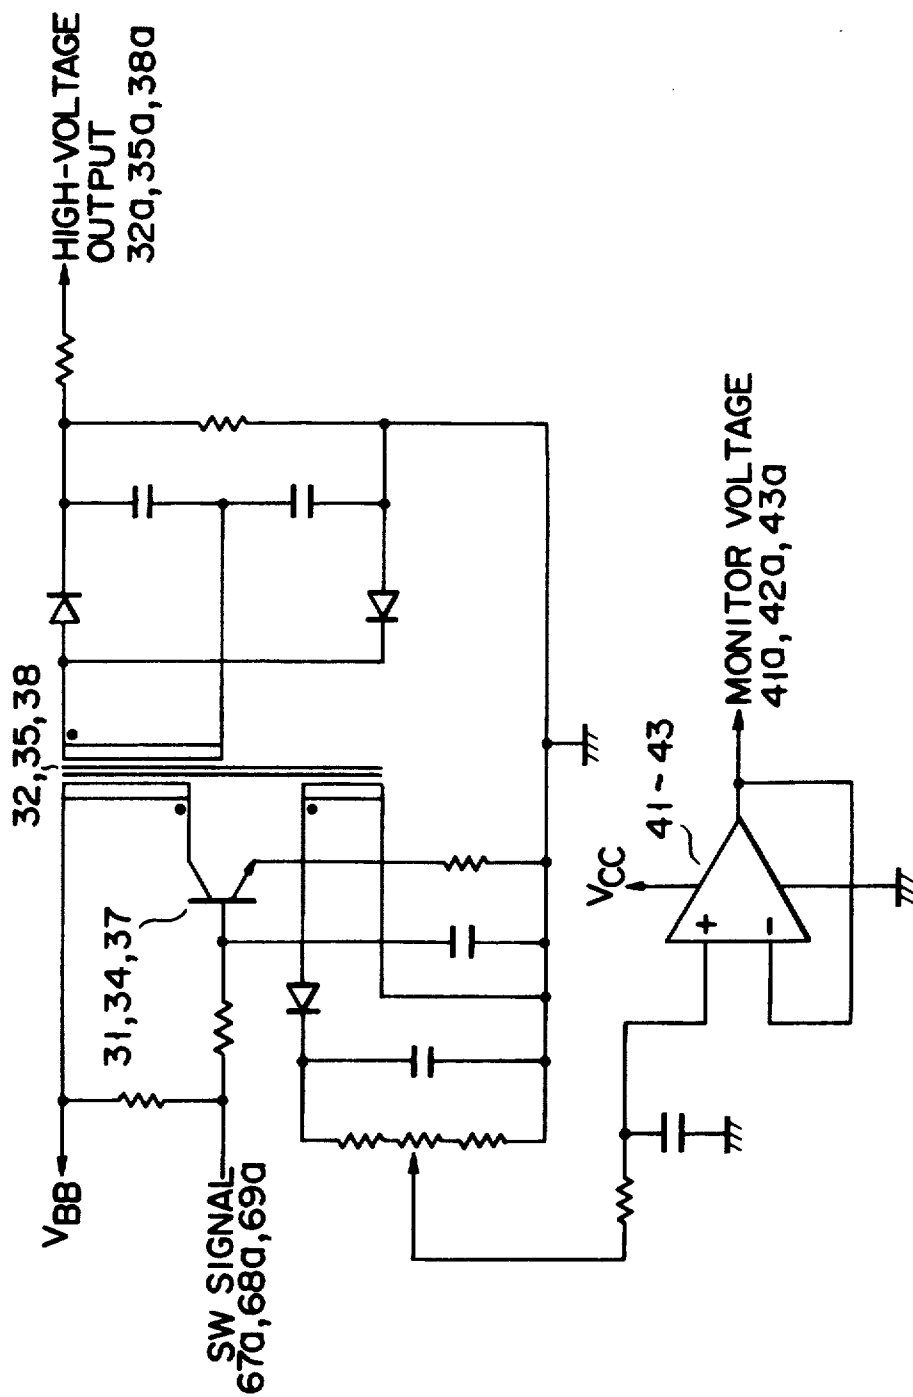 32,35,38
HIGH-VOLTAGE
OUTPUT
32a,35a,38a
VBB
31,34,37
SW SIGNAL
67a,68a,69a
VCC
41~43
+
−
MONITOR VOLTAGE
41a,42a,43a